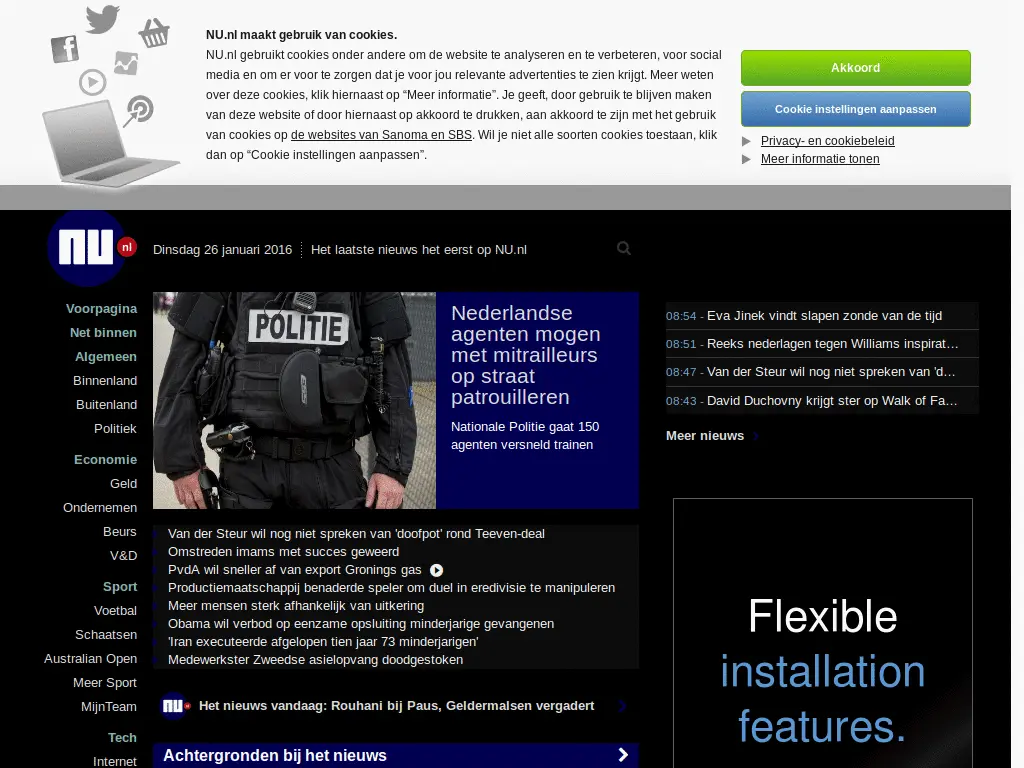 NU.nl maakt gebruik van cookies.
NU.nl gebruikt cookies onder andere om de website te analyseren en te verbeteren, voor social
media en om er voor te zorgen dat je voor jou relevante advertenties te zien krijgt. Meer weten
over deze cookies, klik hiernaast op “Meer informatie”. Je geeft, door gebruik te blijven maken
van deze website of door hiernaast op akkoord te drukken, aan akkoord te zijn met het gebruik
van cookies op de websites van Sanoma en SBS. Wil je niet alle soorten cookies toestaan, klik
dan op “Cookie instellingen aanpassen”.
Akkoord
Cookie instellingen aanpassen
Privacy- en cookiebeleid
Meer informatie tonen
NU nl
Dinsdag 26 januari 2016
Het laatste nieuws het eerst op NU.nl
Voorpagina
Net binnen
Algemeen
Binnenland
Buitenland
Politiek
Economie
Geld
Ondernemen
Beurs
V&D
Sport
Voetbal
Schaatsen
Australian Open
Meer Sport
MijnTeam
Tech
Internet
POLITIE
Nederlandse
agenten mogen
met mitrailleurs
op straat
patrouilleren
Nationale Politie gaat 150
agenten versneld trainen
Van der Steur wil nog niet spreken van 'doofpot' rond Teeven-deal
Omstreden imams met succes geweerd
PvdA wil sneller af van export Gronings gas
Productiemaatschappij benaderde speler om duel in eredivisie te manipuleren
Meer mensen sterk afhankelijk van uitkering
Obama wil verbod op eenzame opsluiting minderjarige gevangenen
'Iran executeerde afgelopen tien jaar 73 minderjarigen'
Medewerkster Zweedse asielopvang doodgestoken
NU Het nieuws vandaag: Rouhani bij Paus, Geldermalsen vergadert
Achtergronden bij het nieuws
08:54 - Eva Jinek vindt slapen zonde van de tijd
08:51 - Reeks nederlagen tegen Williams inspirat…
08:47 - Van der Steur wil nog niet spreken van 'd…
08:43 - David Duchovny krijgt ster op Walk of Fa…
Meer nieuws
Flexible
installation
features.